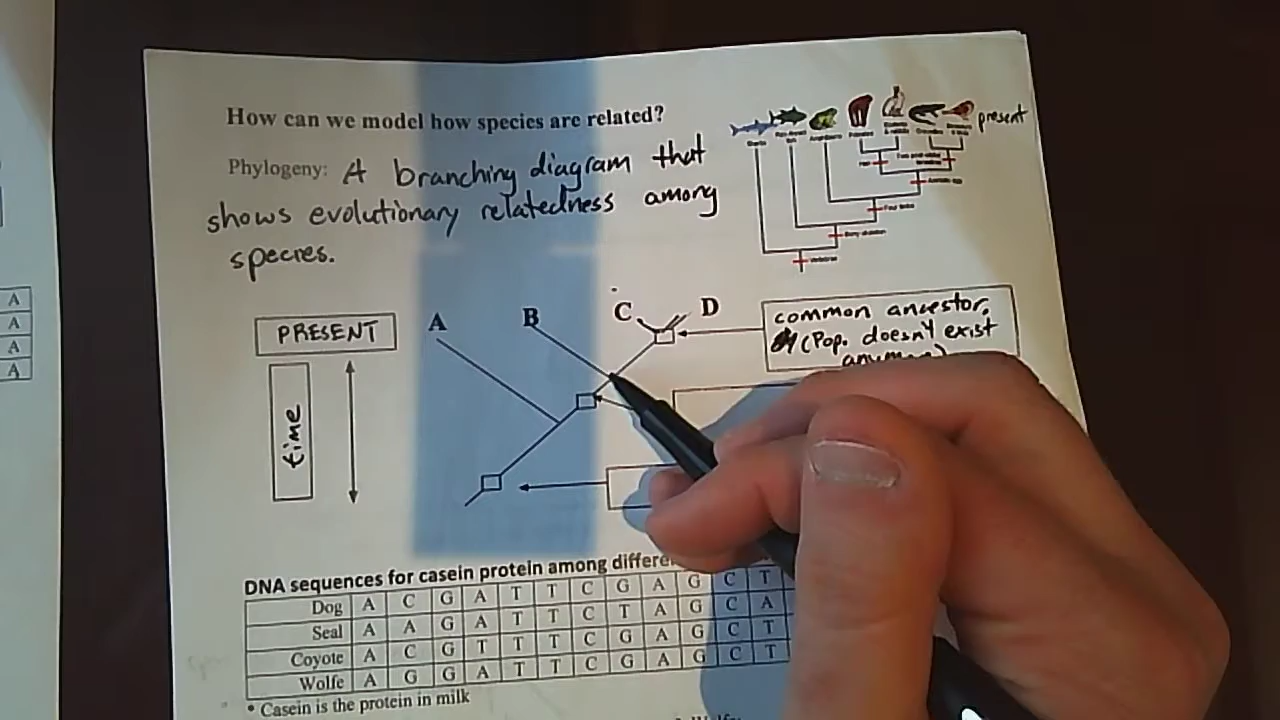 How can we model how species are related?
Phylogeny: A branching diagram that
shows evolutionary relatedness among
species.
present
A
B
C
D
PRESENT
time
common ancestor.
(Pop. doesn't exist
anymore)
DNA sequences for casein protein among
Dog A C G A T T C G A G C T
Seal A A G A T T C T A G C A
Coyote A C G T T T C G A G C T
Wolfe A G G A T T C G A G C T
* Casein is the protein in milk
A
A
A
A